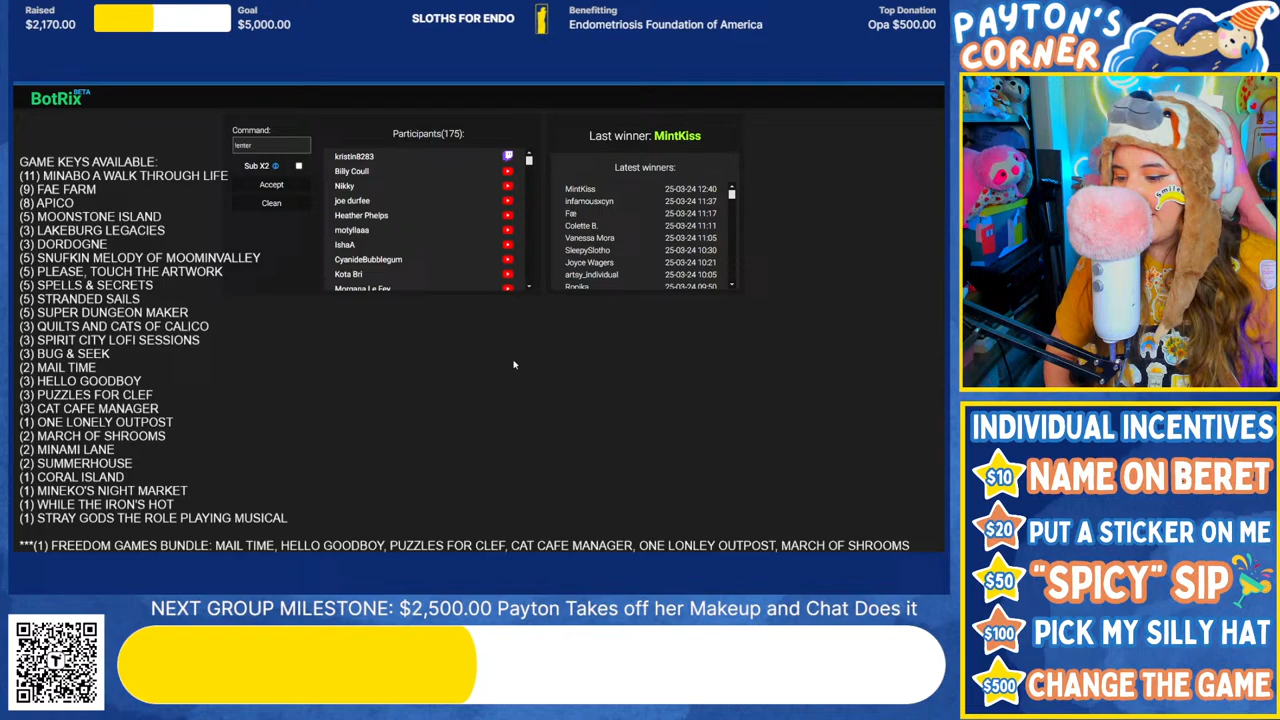 Raised
$2,170.00
Goal
$5,000.00
SLOTHS FOR ENDO
Benefitting
Endometriosis Foundation of America
Top Donation
Opa $500.00
PAYTON'S
CORNER
BotRix BETA
GAME KEYS AVAILABLE:
(11) MINABO A WALK THROUGH LIFE
(9) FAE FARM
(8) APICO
(5) MOONSTONE ISLAND
(3) LAKEBURG LEGACIES
(3) DORDOGNE
(5) SNUFKIN MELODY OF MOOMINVALLEY
(5) PLEASE, TOUCH THE ARTWORK
(5) SPELLS & SECRETS
(5) STRANDED SAILS
(5) SUPER DUNGEON MAKER
(3) QUILTS AND CATS OF CALICO
(3) SPIRIT CITY LOFI SESSIONS
(3) BUG & SEEK
(2) MAIL TIME
(3) HELLO GOODBOY
(3) PUZZLES FOR CLEF
(3) CAT CAFE MANAGER
(1) ONE LONELY OUTPOST
(2) MARCH OF SHROOMS
(2) MINAMI LANE
(2) SUMMERHOUSE
(1) CORAL ISLAND
(1) MINEKO'S NIGHT MARKET
(1) WHILE THE IRON'S HOT
(1) STRAY GODS THE ROLE PLAYING MUSICAL
***(1) FREEDOM GAMES BUNDLE: MAIL TIME, HELLO GOODBOY, PUZZLES FOR CLEF, CAT CAFE MANAGER, ONE LONLEY OUTPOST, MARCH OF SHROOMS
Command:
!enter
Sub X2
Accept
Clean
Participants(175):
kristin8283
Billy Coull
Nikky
joe durfee
Heather Phelps
motyllaaa
IshaA
CyanideBubblegum
Kota Bri
Morgana Le Fey
Last winner: MintKiss
Latest winners:
MintKiss 25-03-24 12:40
infamousxcyn 25-03-24 11:37
Fæ 25-03-24 11:17
Colette B. 25-03-24 11:11
Vanessa Mora 25-03-24 11:05
SleepySlotho 25-03-24 10:30
Joyce Wagers 25-03-24 10:21
artsy_individual 25-03-24 10:05
Ronika 25-03-24 09:50
smile
INDIVIDUAL INCENTIVES
$10 NAME ON BERET
$20 PUT A STICKER ON ME
$50 "SPICY" SIP
$100 PICK MY SILLY HAT
$500 CHANGE THE GAME
NEXT GROUP MILESTONE: $2,500.00 Payton Takes off her Makeup and Chat Does it